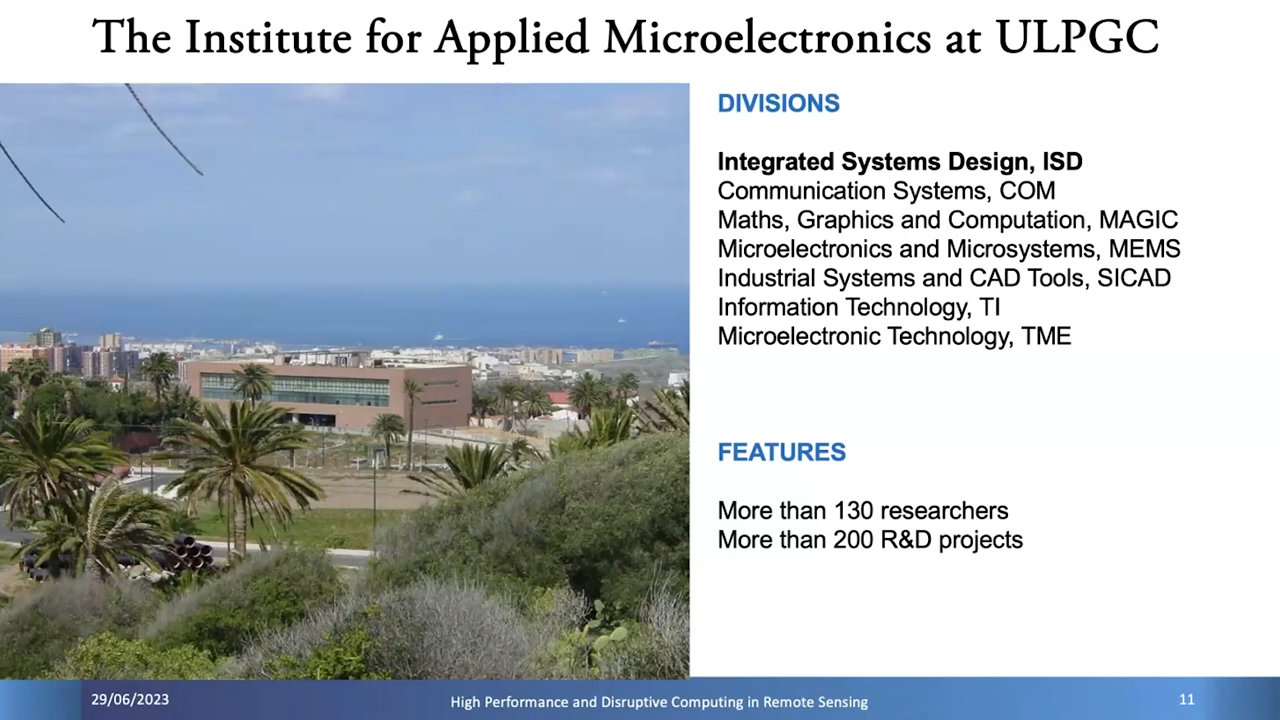 The Institute for Applied Microelectronics at ULPGC
DIVISIONS
Integrated Systems Design, ISD
Communication Systems, COM
Maths, Graphics and Computation, MAGIC
Microelectronics and Microsystems, MEMS
Industrial Systems and CAD Tools, SICAD
Information Technology, TI
Microelectronic Technology, TME
FEATURES
More than 130 researchers
More than 200 R&D projects
29/06/2023
High Performance and Disruptive Computing in Remote Sensing
11